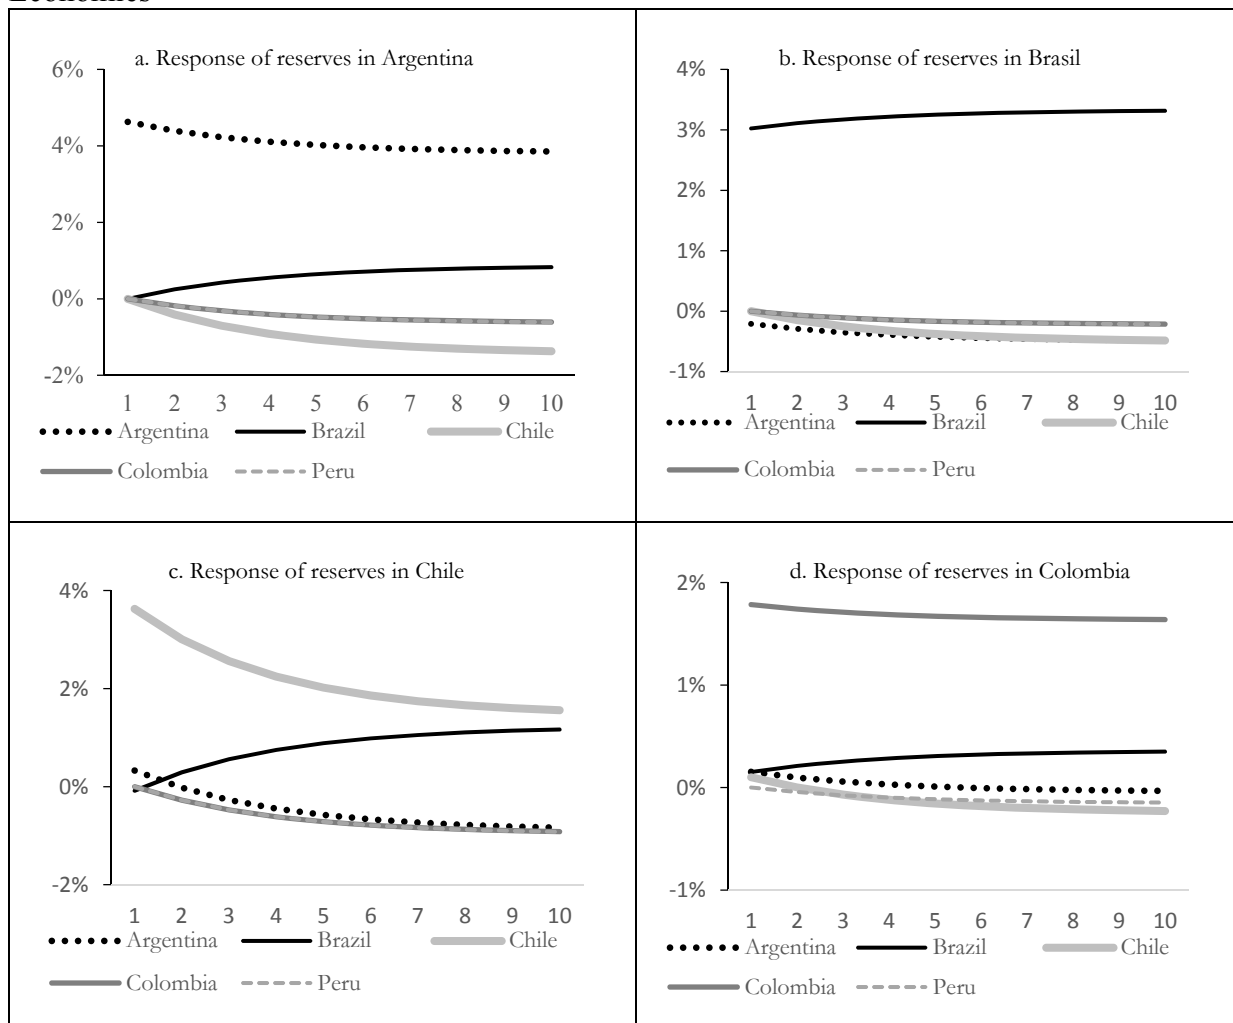 a. Response of reserves in Argentina
6%
4%
2%
0%
-2%
1 2 3 4 5 6 7 8 9 10
Argentina Brazil Chile
Colombia Peru
b. Response of reserves in Brasil
4%
3%
2%
1%
0%
-1%
1 2 3 4 5 6 7 8 9 10
Argentina Brazil Chile
Colombia Peru
c. Response of reserves in Chile
4%
2%
0%
-2%
1 2 3 4 5 6 7 8 9 10
Argentina Brazil Chile
Colombia Peru
d. Response of reserves in Colombia
2%
1%
0%
-1%
1 2 3 4 5 6 7 8 9 10
Argentina Brazil Chile
Colombia Peru